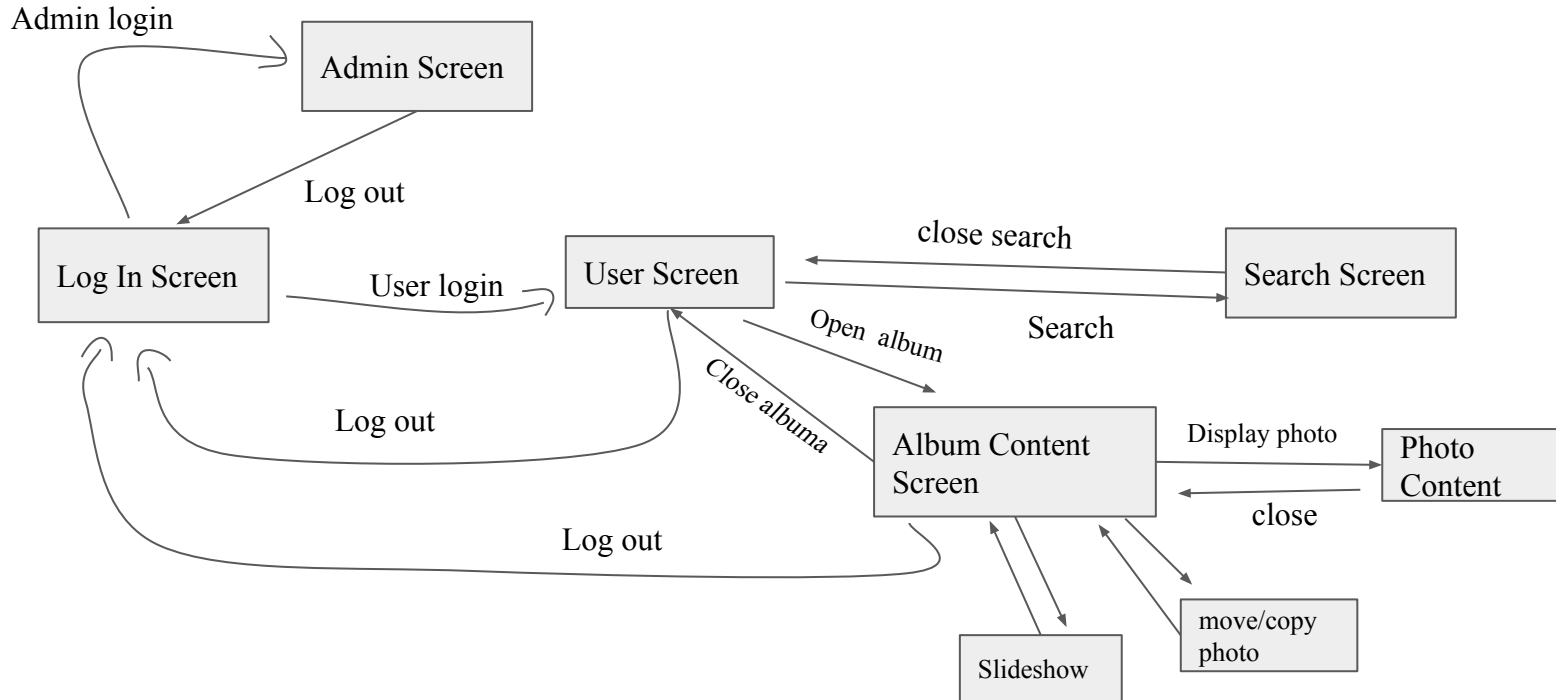 Admin login
Admin Screen
Log out
close search
Log In Screen
User login
User Screen
Search Screen
Search
Open  album
Close albuma
Log out
Album Content
Screen
Display photo
Photo
Content
close
Log out
move/copy
photo
Slideshow